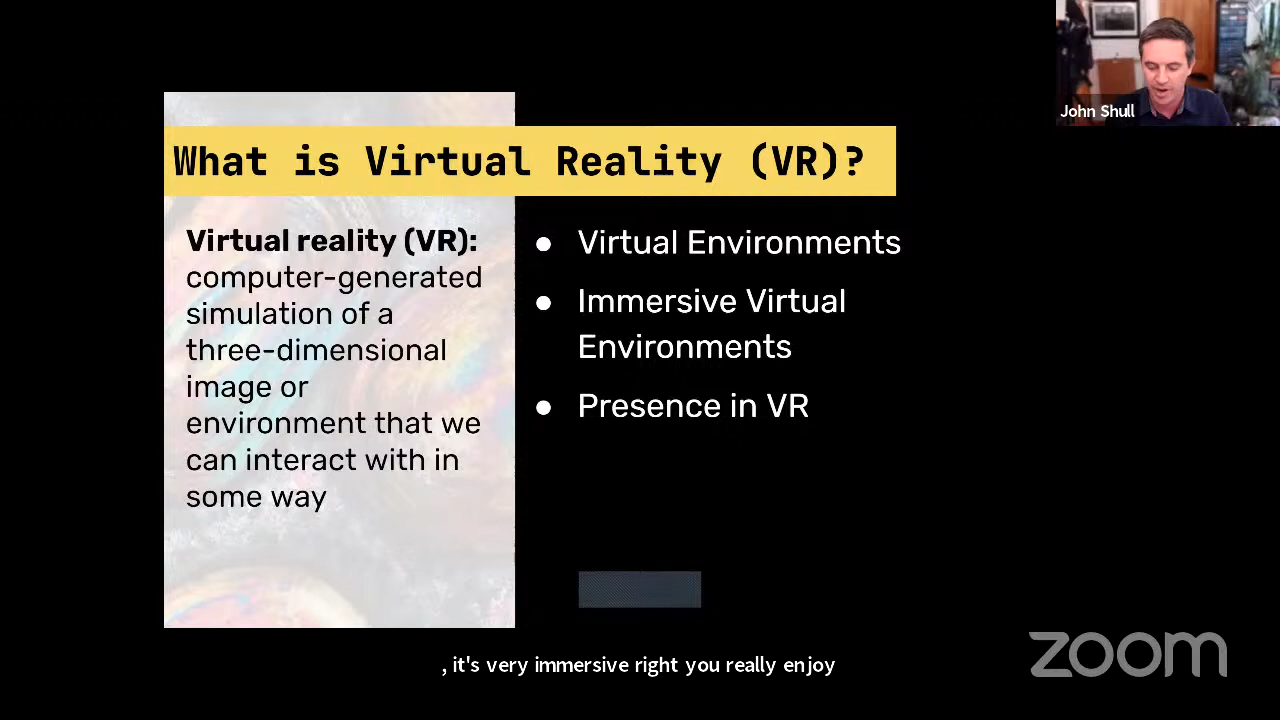 John Shull
What is Virtual Reality (VR)?
Virtual reality (VR):
computer-generated
simulation of a
three-dimensional
image or
environment that we
can interact with in
some way
● Virtual Environments
● Immersive Virtual
Environments
● Presence in VR
, it's very immersive right you really enjoy
zoom